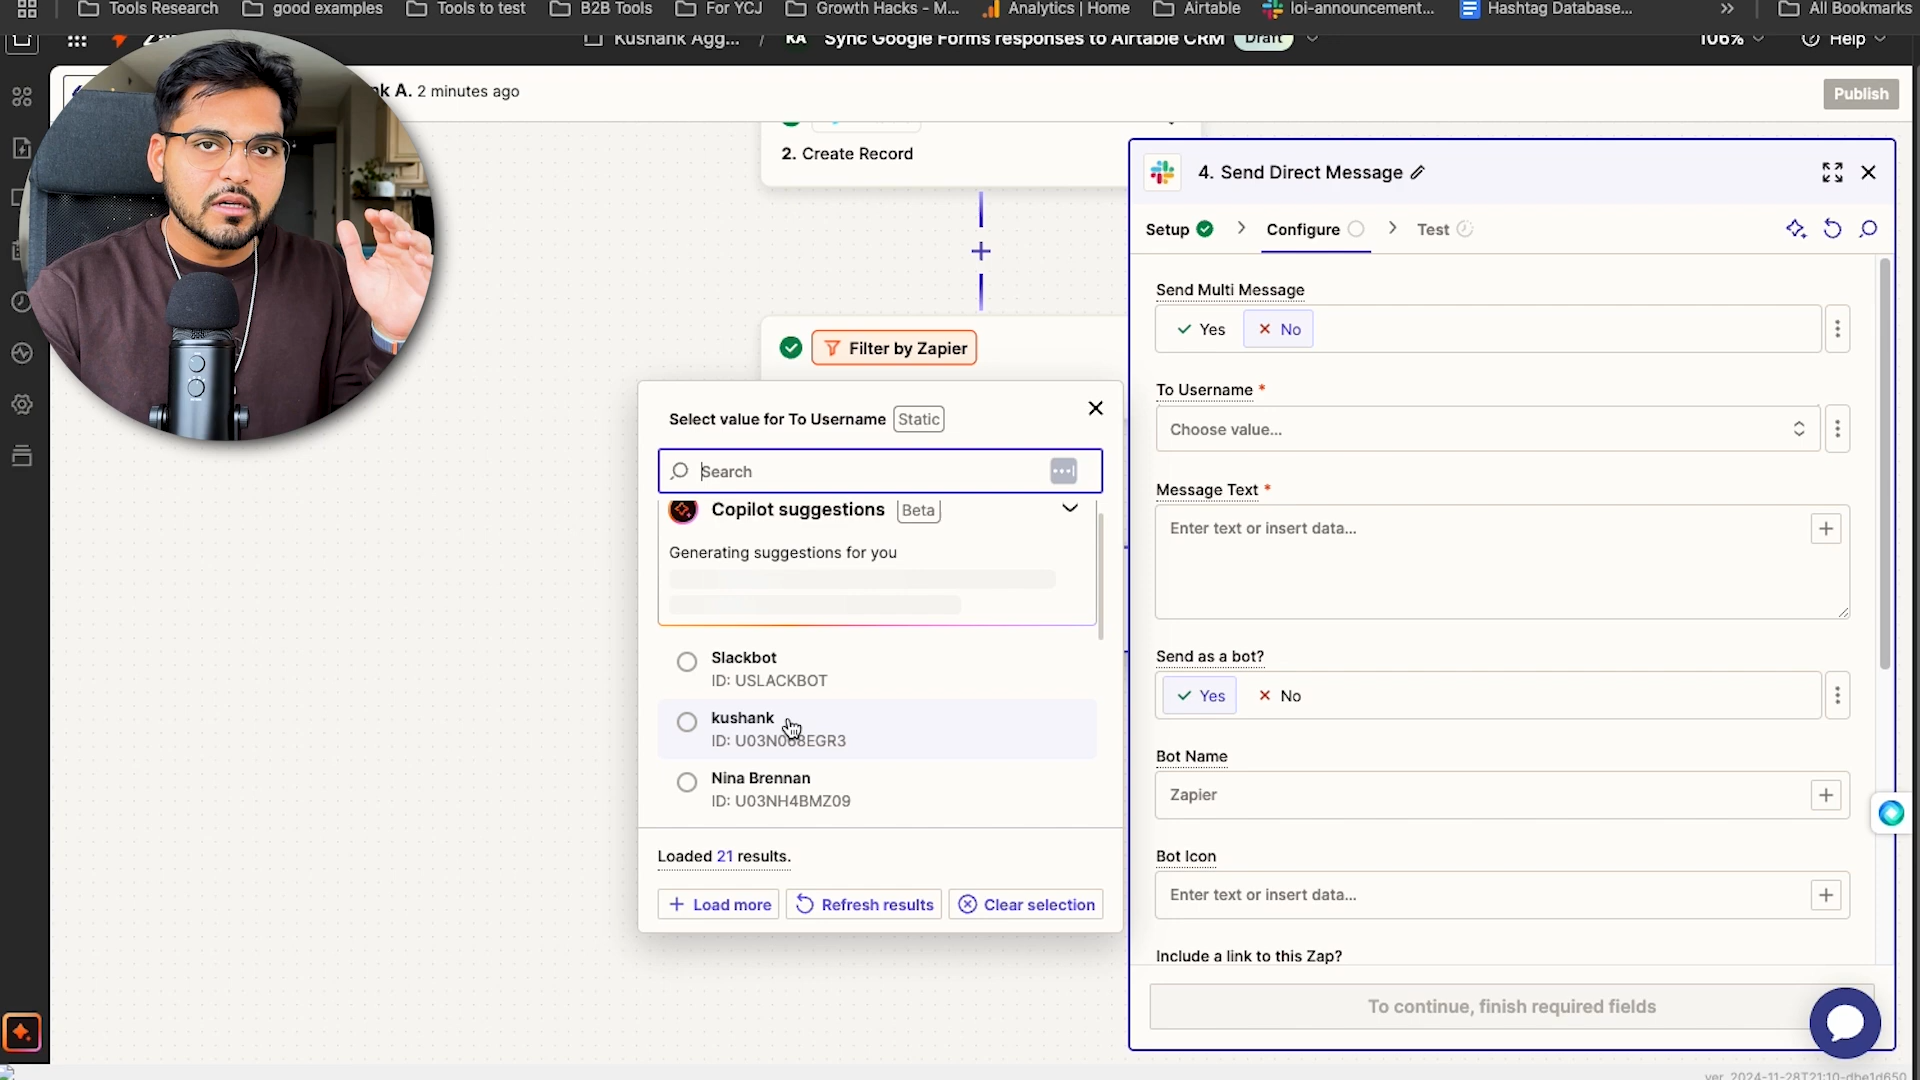 Tools Research
good examples
Tools to test
B2B Tools
For YCJ
Growth Hacks - M...
Analytics | Home
Airtable
loi-announcement...
Hashtag Database...
All Bookmarks
Kushank Agg...
/
KA
Sync Google Forms responses to Airtable CRM
Draft
106%
Help
k A. 2 minutes ago
Publish
2. Create Record
Filter by Zapier
Select value for To Username
Static
Search
Copilot suggestions
Beta
Generating suggestions for you
Slackbot
ID: USLACKBOT
kushank
ID: U03N068EGR3
Nina Brennan
ID: U03NH4BMZ09
Loaded 21 results.
Load more
Refresh results
Clear selection
4. Send Direct Message
Setup
Configure
Test
Send Multi Message
Yes
No
To Username *
Choose value...
Message Text *
Enter text or insert data...
Send as a bot?
Yes
No
Bot Name
Zapier
Bot Icon
Enter text or insert data...
Include a link to this Zap?
To continue, finish required fields